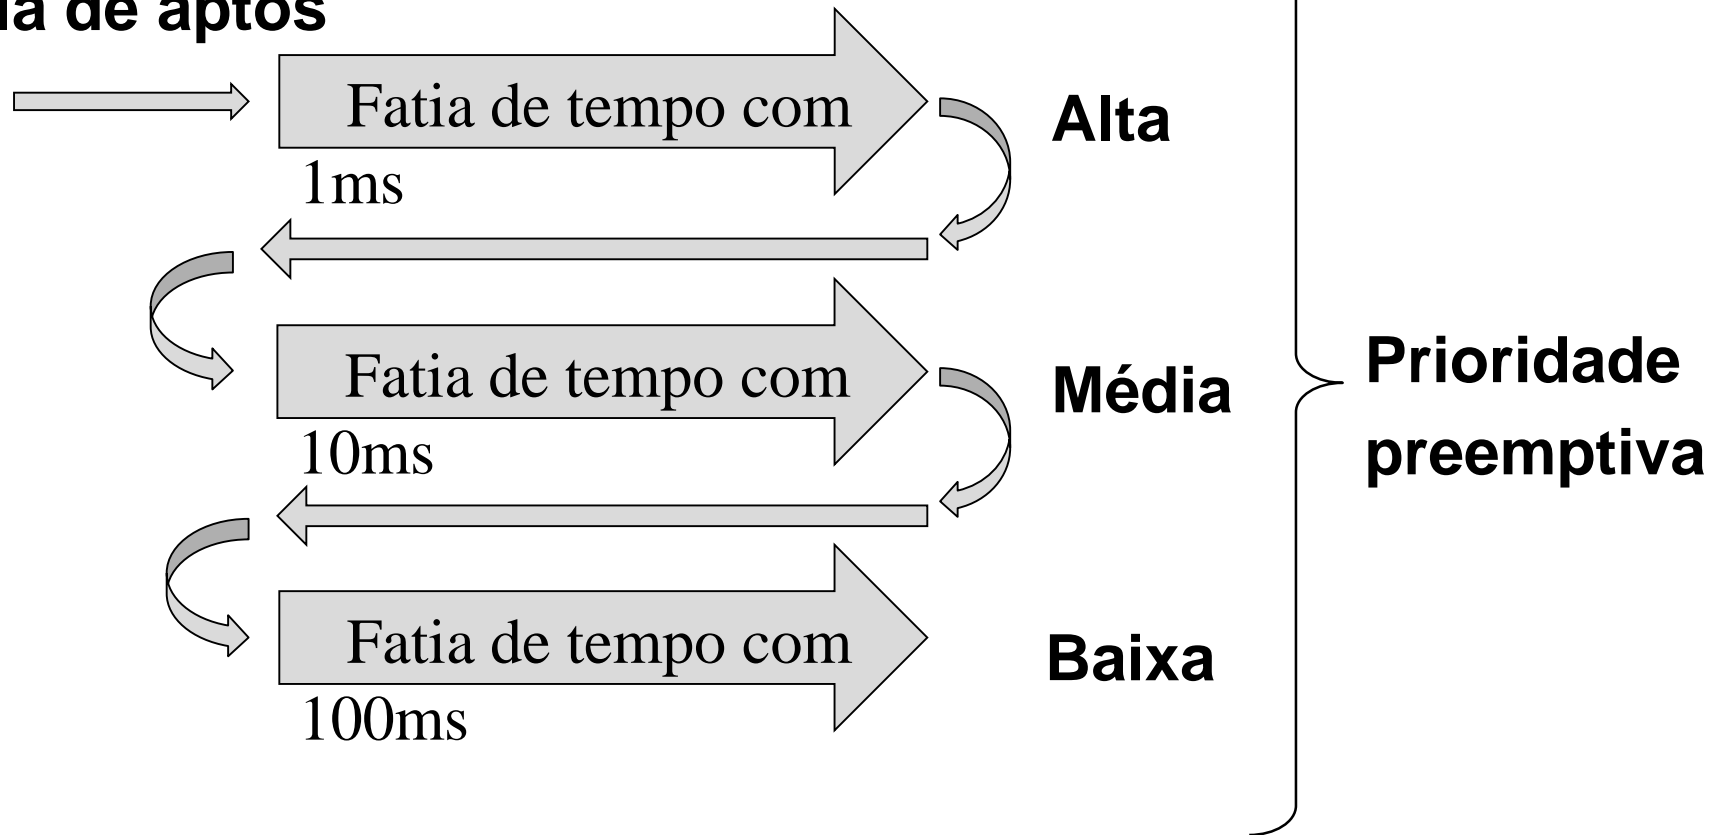 de aptos
Fatia de tempo com
1ms
Alta
Fatia de tempo com
10ms
Média
Prioridade
preemptiva
Fatia de tempo com
100ms
Baixa